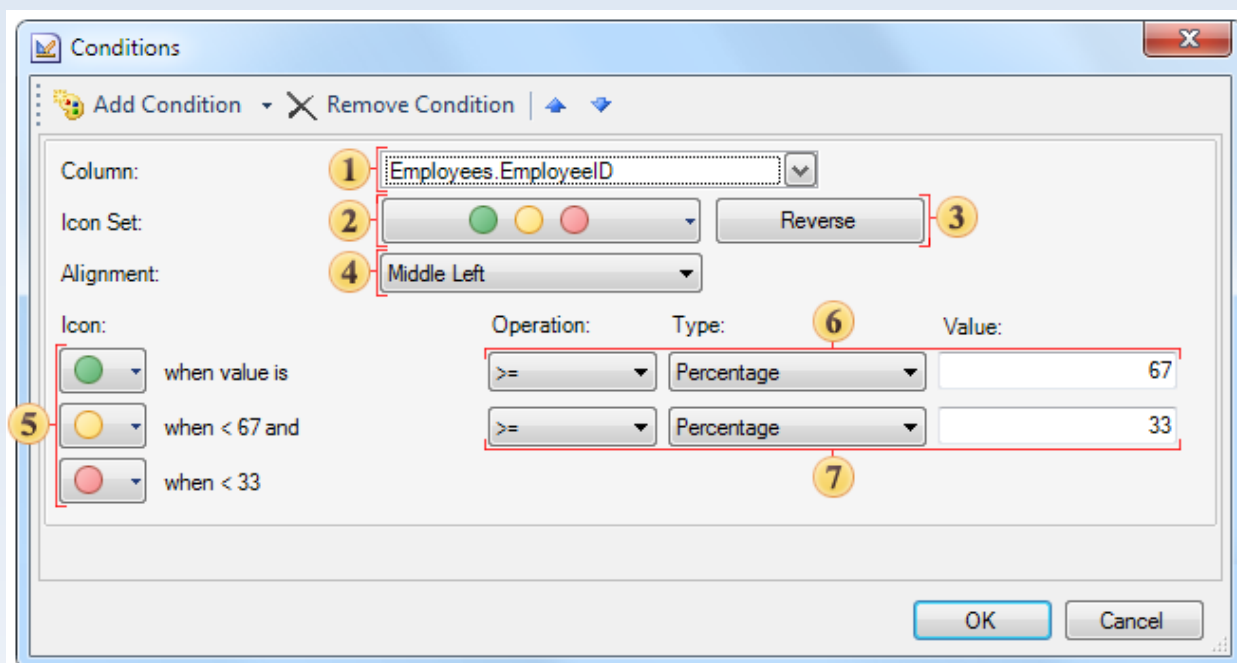 Conditions
Add Condition Remove Condition
Column: 1 Employees.EmployeeID
Icon Set: 2 Reverse 3
Alignment: 4 Middle Left
Icon: Operation: Type: 6 Value:
when value is >= Percentage 67
5 when < 67 and >= Percentage 33
when < 33 7
OK Cancel